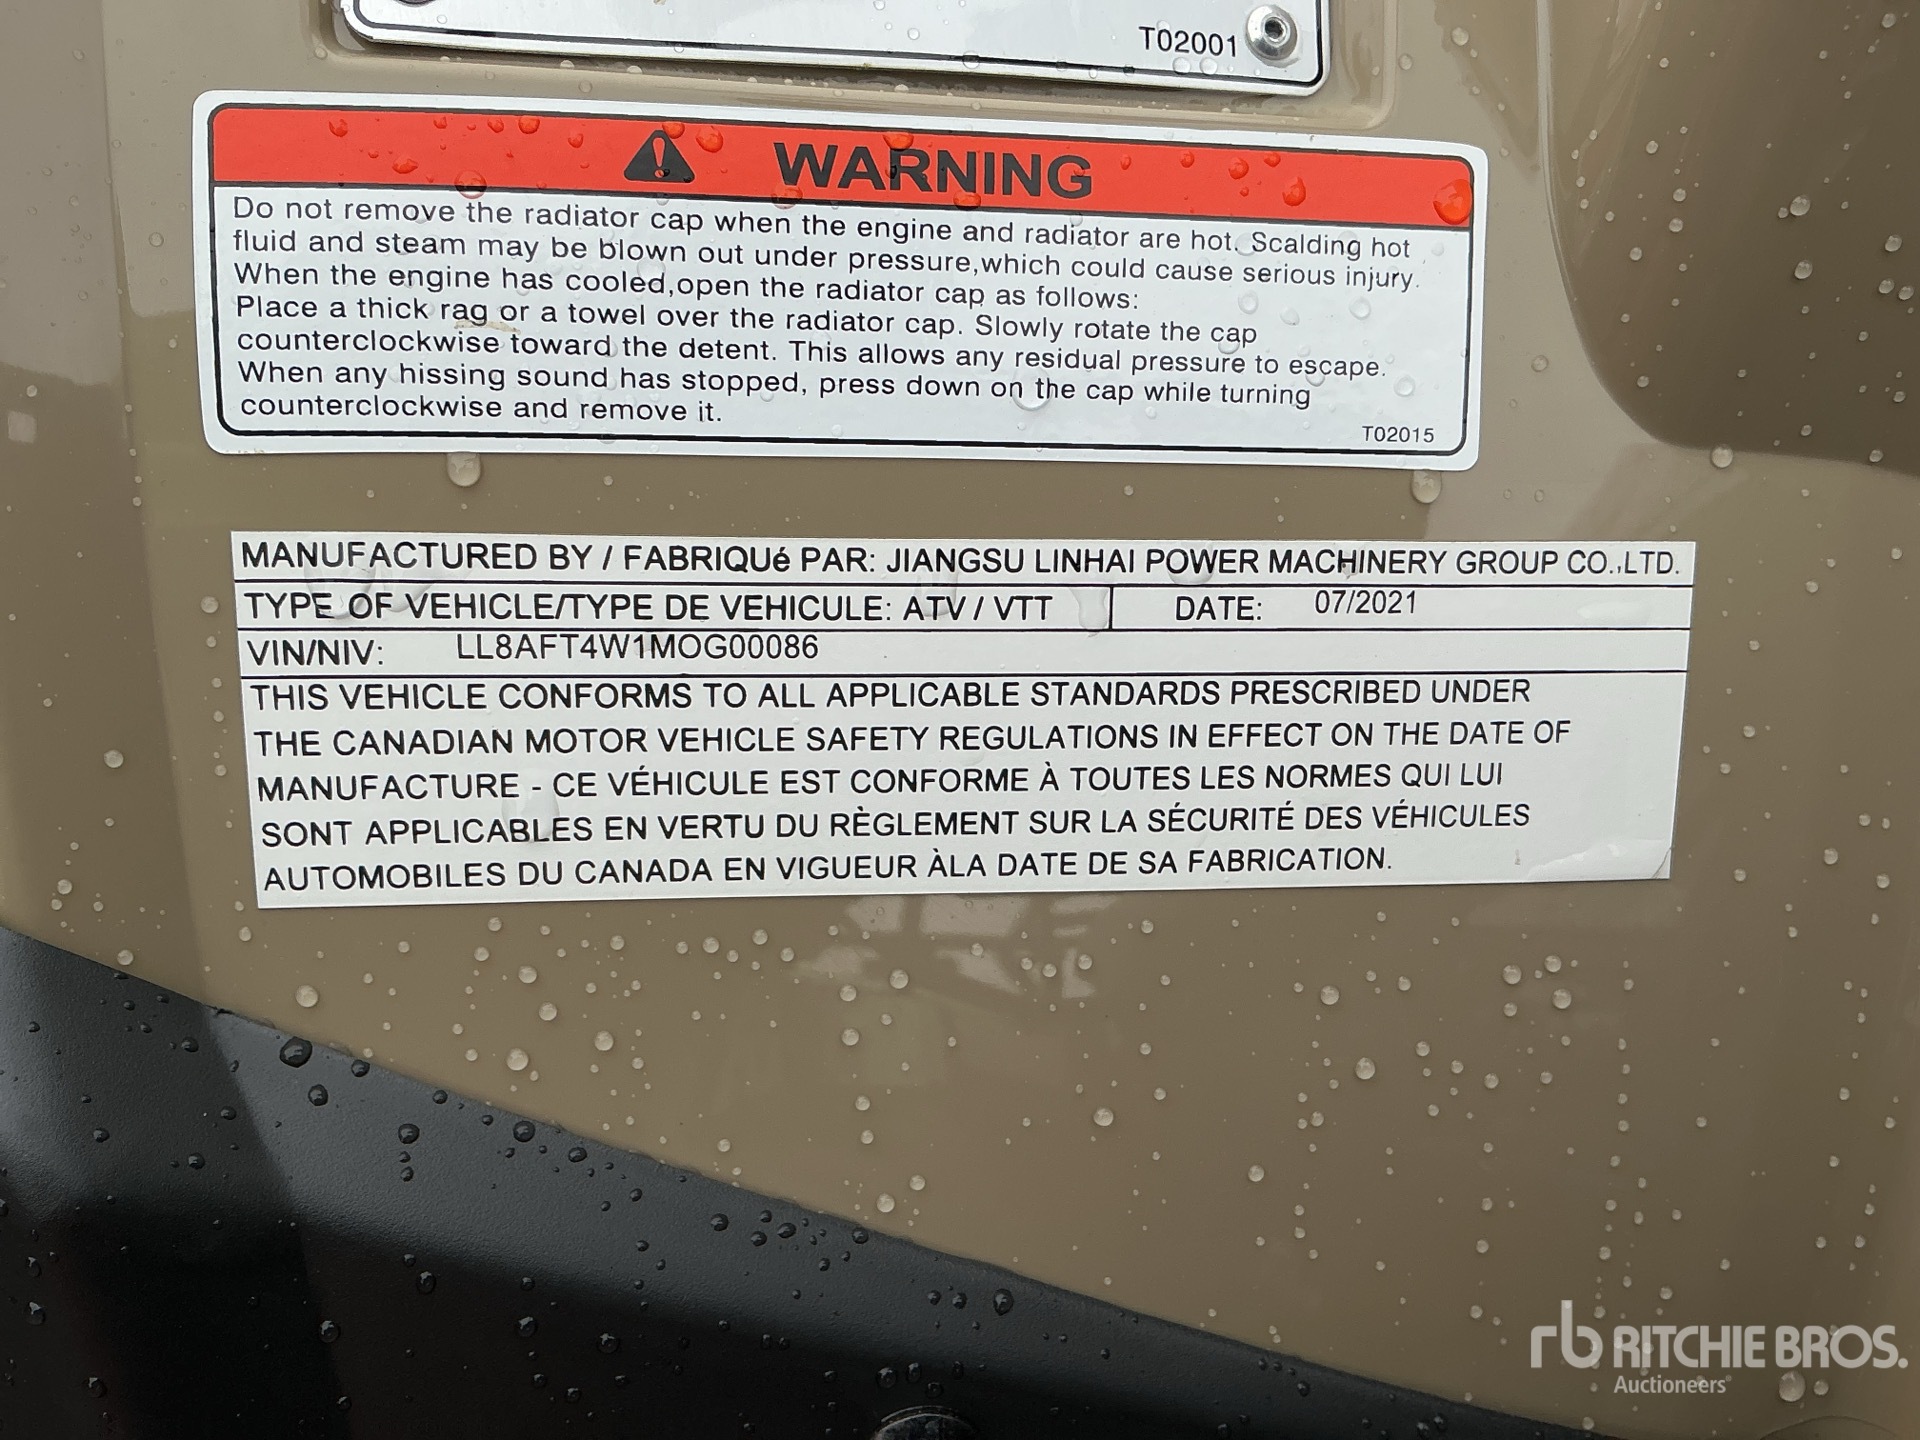 T02001
WARNING
Do not remove the radiator cap when the engine and radiator are hot. Scalding hot
fluid and steam may be blown out under pressure,which could cause serious injury.
When the engine has cooled,open the radiator cap as follows:
Place a thick rag or a towel over the radiator cap. Slowly rotate the cap
counterclockwise toward the detent. This allows any residual pressure to escape.
When any hissing sound has stopped, press down on the cap while turning
counterclockwise and remove it.
T02015
MANUFACTURED BY / FABRIQUé PAR: JIANGSU LINHAI POWER MACHINERY GROUP CO.,LTD.
TYPE OF VEHICLE/TYPE DE VEHICULE: ATV / VTT DATE: 07/2021
VIN/NIV: LL8AFT4W1MOG00086
THIS VEHICLE CONFORMS TO ALL APPLICABLE STANDARDS PRESCRIBED UNDER
THE CANADIAN MOTOR VEHICLE SAFETY REGULATIONS IN EFFECT ON THE DATE OF
MANUFACTURE - CE VÉHICULE EST CONFORME À TOUTES LES NORMES QUI LUI
SONT APPLICABLES EN VERTU DU RÈGLEMENT SUR LA SÉCURITÉ DES VÉHICULES
AUTOMOBILES DU CANADA EN VIGUEUR ÀLA DATE DE SA FABRICATION.
rb RITCHIE BROS.
Auctioneers